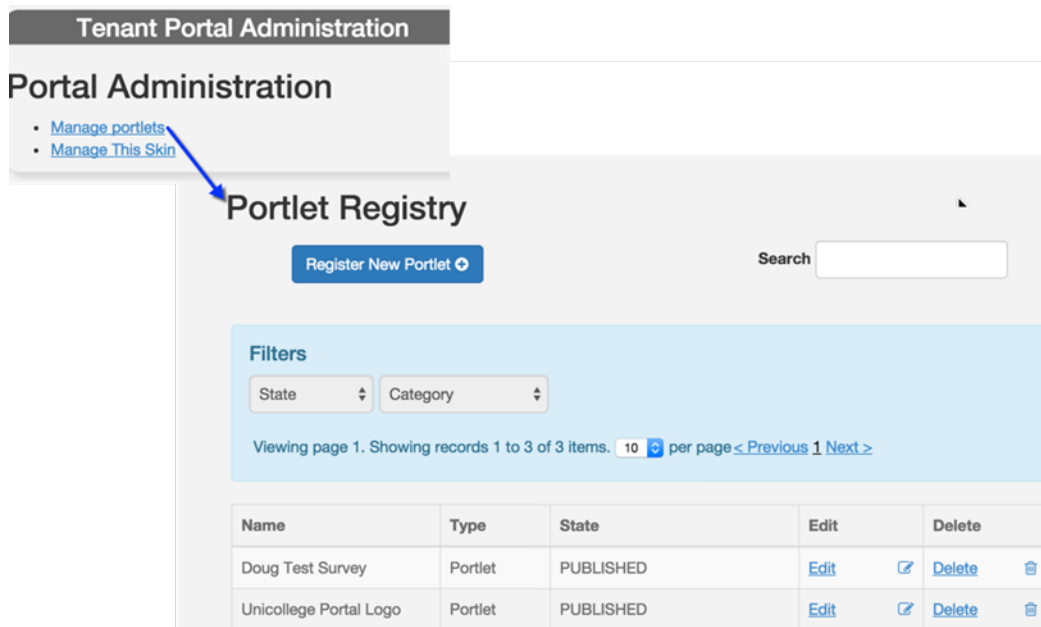 Tenant Portal Administration
Portal Administration
• Manage portlets
• Manage This Skin
Portlet Registry
Register New Portlet
Search
Filters
State Category
Viewing page 1. Showing records 1 to 3 of 3 items. 10 per page < Previous 1 Next >
Name Type State Edit Delete
Doug Test Survey Portlet PUBLISHED Edit Delete
Unicollege Portal Logo Portlet PUBLISHED Edit Delete